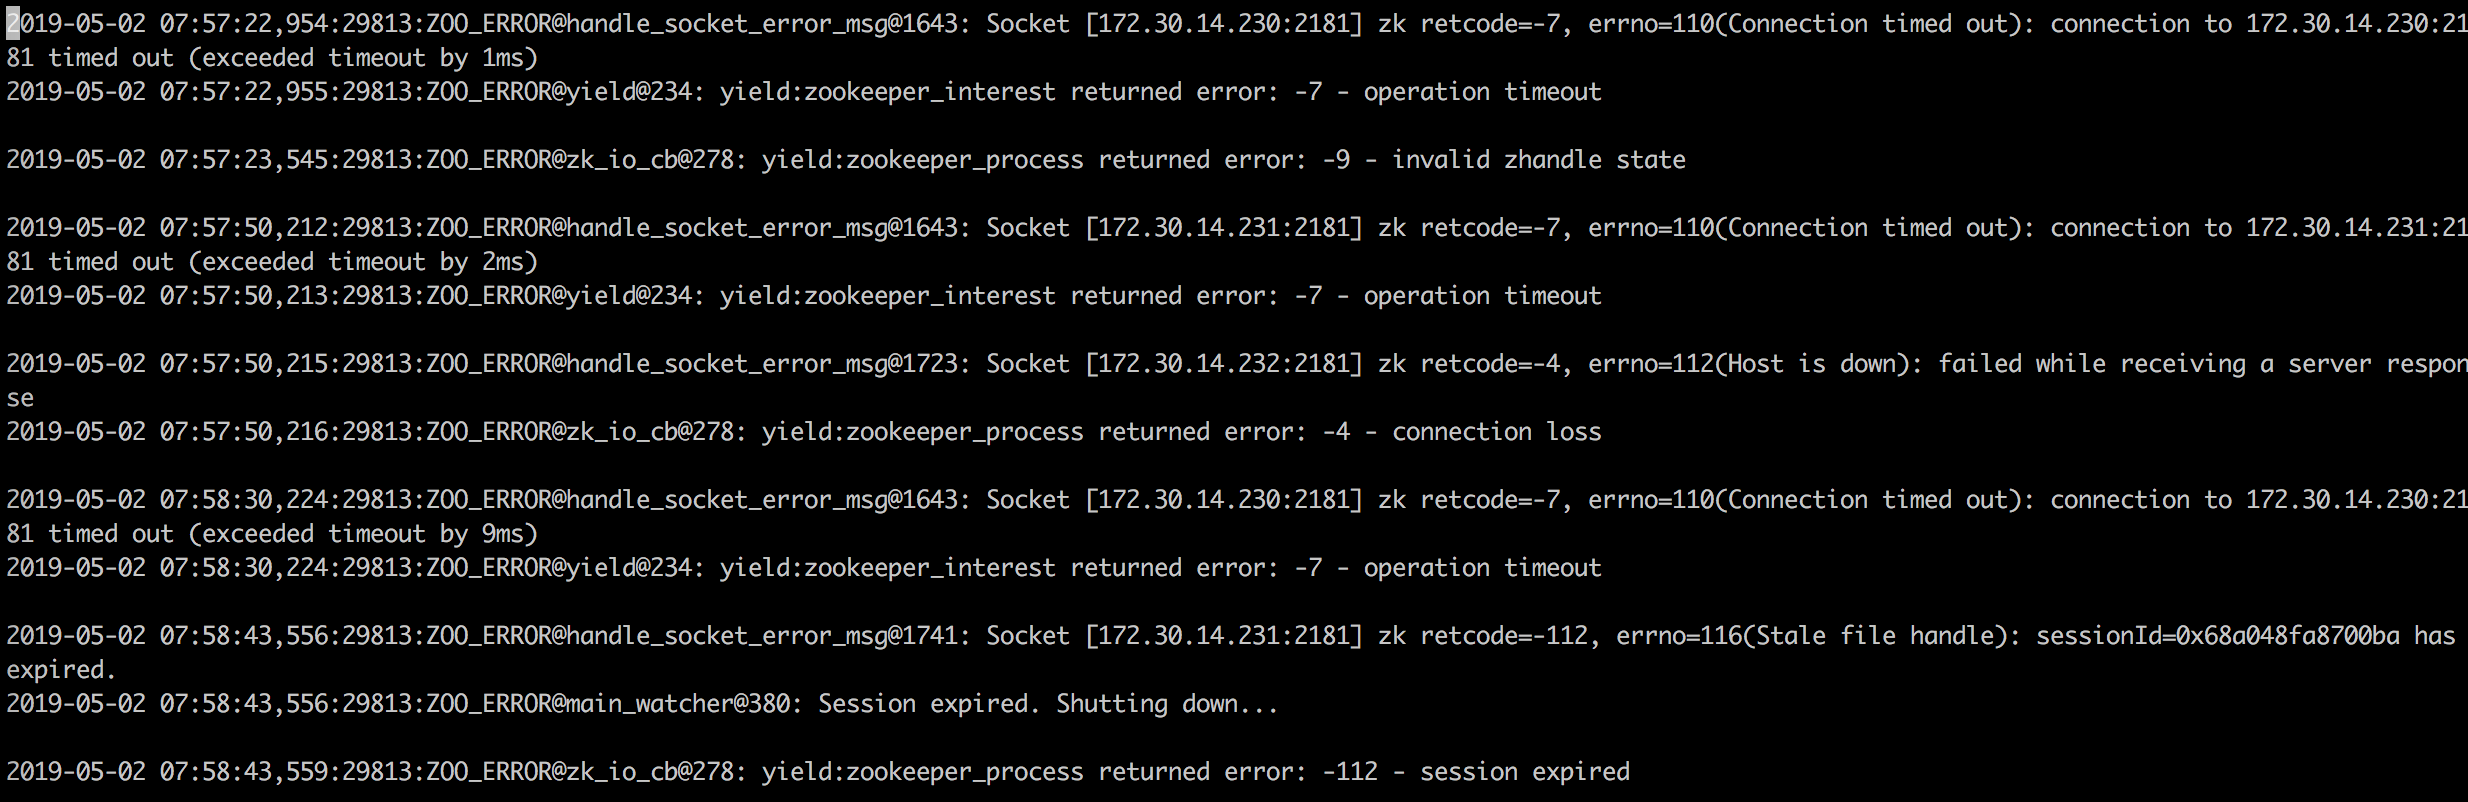 2019-05-02 07:57:22,954:29813:ZOO_ERROR@handle_socket_error_msg@1643: Socket [172.30.14.230:2181] zk retcode=-7, errno=110(Connection timed out): connection to 172.30.14.230:21
81 timed out (exceeded timeout by 1ms)
2019-05-02 07:57:22,955:29813:ZOO_ERROR@yield@234: yield:zookeeper_interest returned error: -7 - operation timeout
2019-05-02 07:57:23,545:29813:ZOO_ERROR@zk_io_cb@278: yield:zookeeper_process returned error: -9 - invalid zhandle state
2019-05-02 07:57:50,212:29813:ZOO_ERROR@handle_socket_error_msg@1643: Socket [172.30.14.231:2181] zk retcode=-7, errno=110(Connection timed out): connection to 172.30.14.231:21
81 timed out (exceeded timeout by 2ms)
2019-05-02 07:57:50,213:29813:ZOO_ERROR@yield@234: yield:zookeeper_interest returned error: -7 - operation timeout
2019-05-02 07:57:50,215:29813:ZOO_ERROR@handle_socket_error_msg@1723: Socket [172.30.14.232:2181] zk retcode=-4, errno=112(Host is down): failed while receiving a server respon
se
2019-05-02 07:57:50,216:29813:ZOO_ERROR@zk_io_cb@278: yield:zookeeper_process returned error: -4 - connection loss
2019-05-02 07:58:30,224:29813:ZOO_ERROR@handle_socket_error_msg@1643: Socket [172.30.14.230:2181] zk retcode=-7, errno=110(Connection timed out): connection to 172.30.14.230:21
81 timed out (exceeded timeout by 9ms)
2019-05-02 07:58:30,224:29813:ZOO_ERROR@yield@234: yield:zookeeper_interest returned error: -7 - operation timeout
2019-05-02 07:58:43,556:29813:ZOO_ERROR@handle_socket_error_msg@1741: Socket [172.30.14.231:2181] zk retcode=-112, errno=116(Stale file handle): sessionId=0x68a048fa8700ba has
expired.
2019-05-02 07:58:43,556:29813:ZOO_ERROR@main_watcher@380: Session expired. Shutting down...
2019-05-02 07:58:43,559:29813:ZOO_ERROR@zk_io_cb@278: yield:zookeeper_process returned error: -112 - session expired